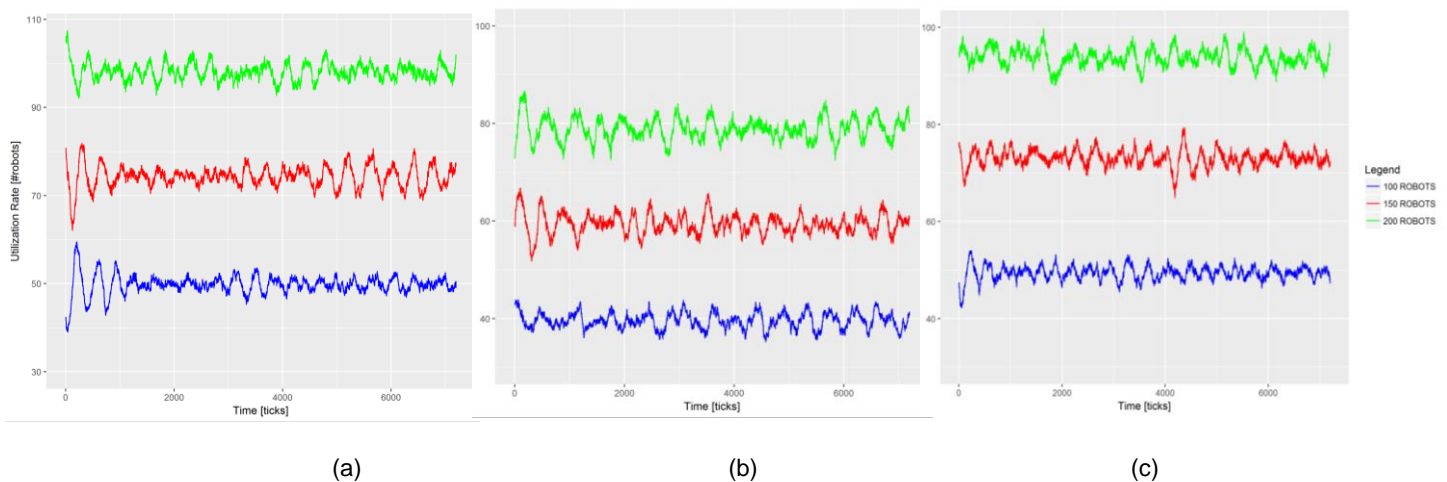 Utilization Rate [#robots]
110
90
70
50
30
0
2000
4000
6000
Time [ticks]
(a)
100
80
60
40
0
2000
4000
6000
Time [ticks]
(b)
100
80
60
40
0
2000
4000
6000
Time [ticks]
(c)
Legend
100 ROBOTS
150 ROBOTS
200 ROBOTS